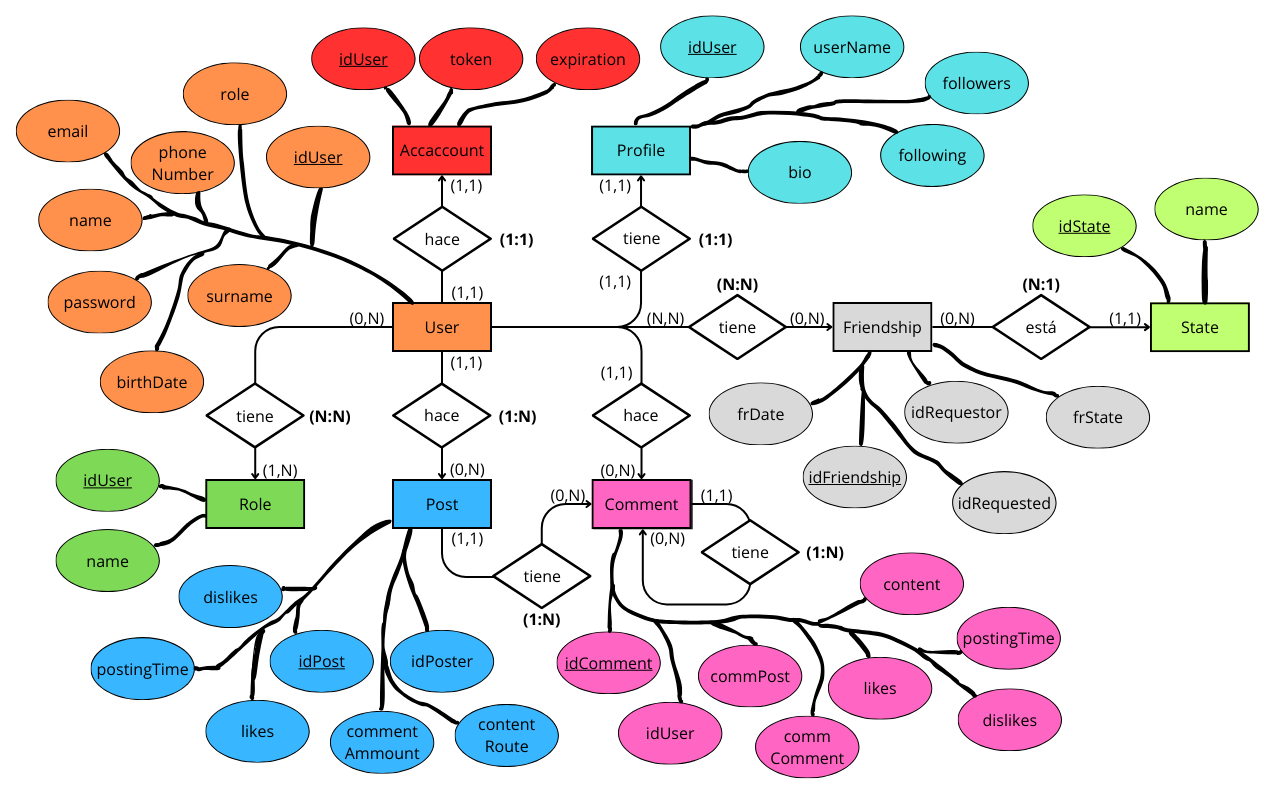 idUser
token
expiration
idUser
userName
followers
following
bio
role
email
phone
Number
idUser
name
password
surname
birthDate
Accaccount
Profile
(1,1)
(1,1)
hace
(1:1)
tiene
(1:1)
idState
name
(1,1)
(1,1)
(N:N)
(N:1)
(0,N)
User
(N,N)
tiene
(0,N)
Friendship
(0,N)
está
(1,1)
State
(1,1)
(1,1)
tiene
(N:N)
hace
(1:N)
hace
frDate
idRequestor
frState
idFriendship
idRequested
(1,N)
(0,N)
(0,N)
idUser
name
Role
Post
(0,N)
Comment
(1,1)
(1,1)
(0,N)
tiene
(1:N)
tiene
(1:N)
dislikes
postingTime
idPost
idPoster
likes
comment
Ammount
content
Route
idComment
commPost
idUser
comm
Comment
likes
content
postingTime
dislikes